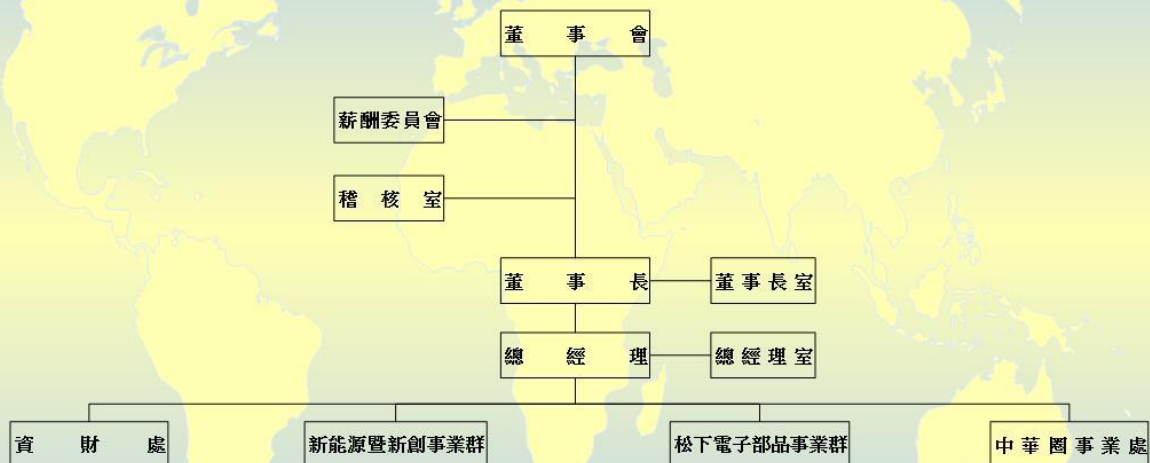 董事會
薪酬委員會
稽核室
董事長
董事長室
總經理
總經理室
資財處
新能源暨新創事業群
松下電子部品事業群
中華圈事業處